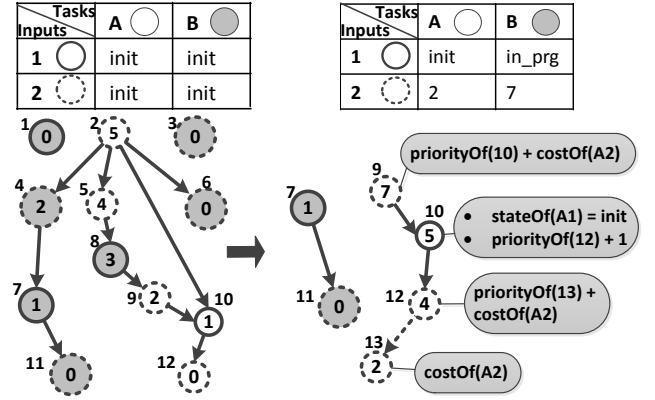 Tasks
Inputs
A
B
1
init
init
2
init
init
Tasks
Inputs
A
B
1
init
in_prg
2
2
7
1
0
2
5
3
0
4
2
5
4
6
0
8
3
7
1
9
2
10
1
11
0
12
0
7
1
11
0
9
7
priorityOf(10) + costOf(A2)
10
5
• stateOf(A1) = init
• priorityOf(12) + 1
12
4
priorityOf(13) +
costOf(A2)
13
2
costOf(A2)